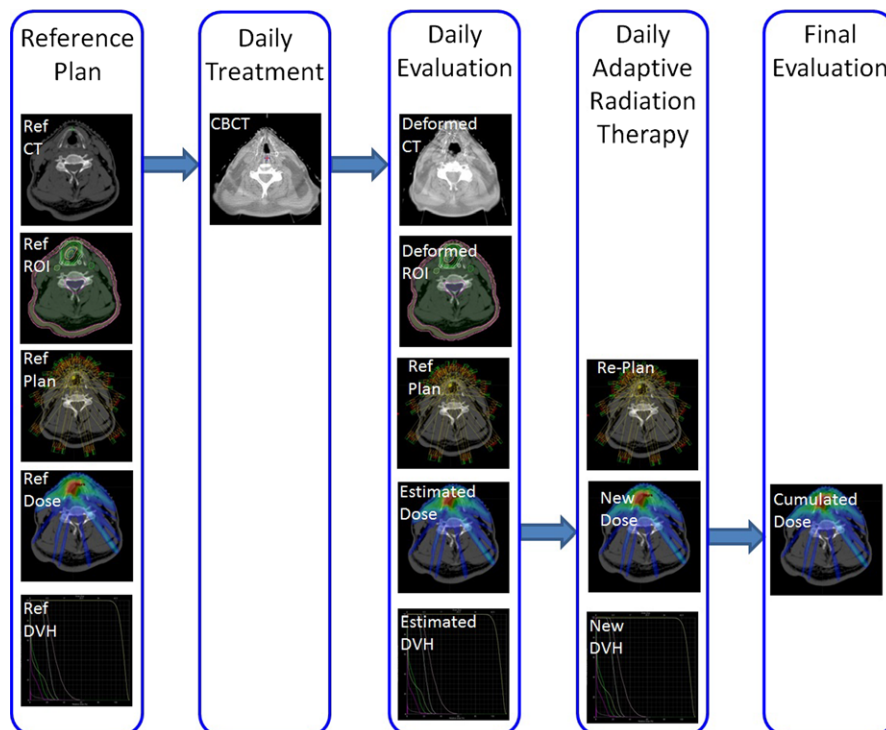 Reference
Plan
Ref
CT
Ref
ROI
Ref
Plan
Ref
Dose
Ref
DVH
Daily
Treatment
CBCT
Daily
Evaluation
Deformed
CT
Deformed
ROI
Ref
Plan
Estimated
Dose
Estimated
DVH
Daily
Adaptive
Radiation
Therapy
Re-Plan
New
Dose
New
DVH
Final
Evaluation
Cumulated
Dose